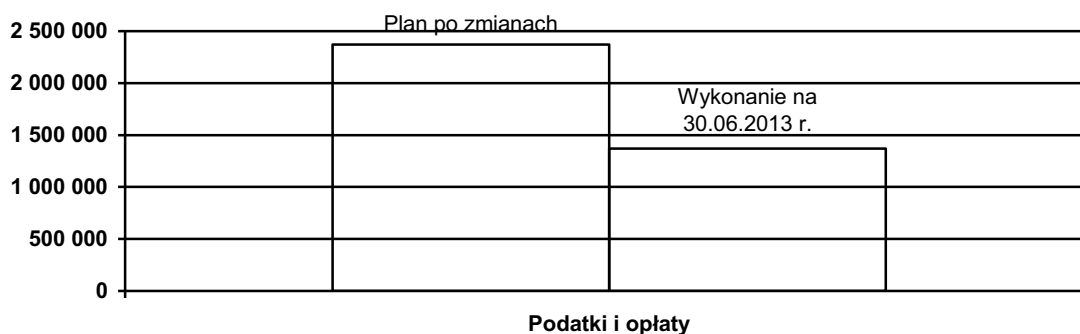 Plan po zmianach
2 500 000
2 000 000
Wykonanie na
30.06.2013 r.
1 500 000
1 000 000
500 000
0
Podatki i opłaty